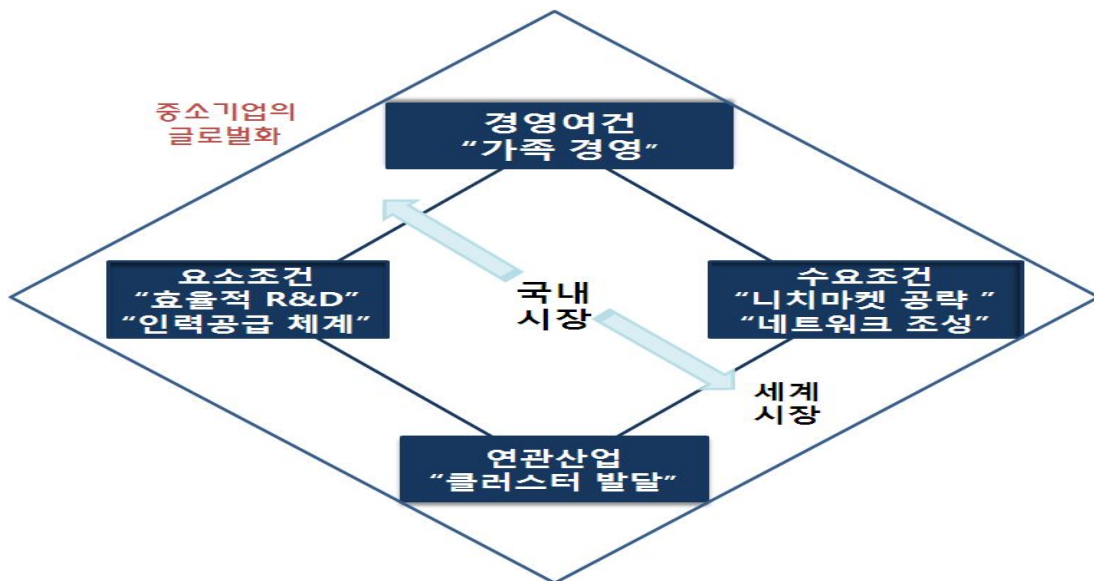 중소기업의
글로벌화
경영여건
“가족 경영”
요소조건
“효율적 R&D”
“인력공급 체계”
국내
시장
수요조건
“니치마켓 공략 ”
“네트워크 조성”
세계
시장
연관산업
“클러스터 발달”